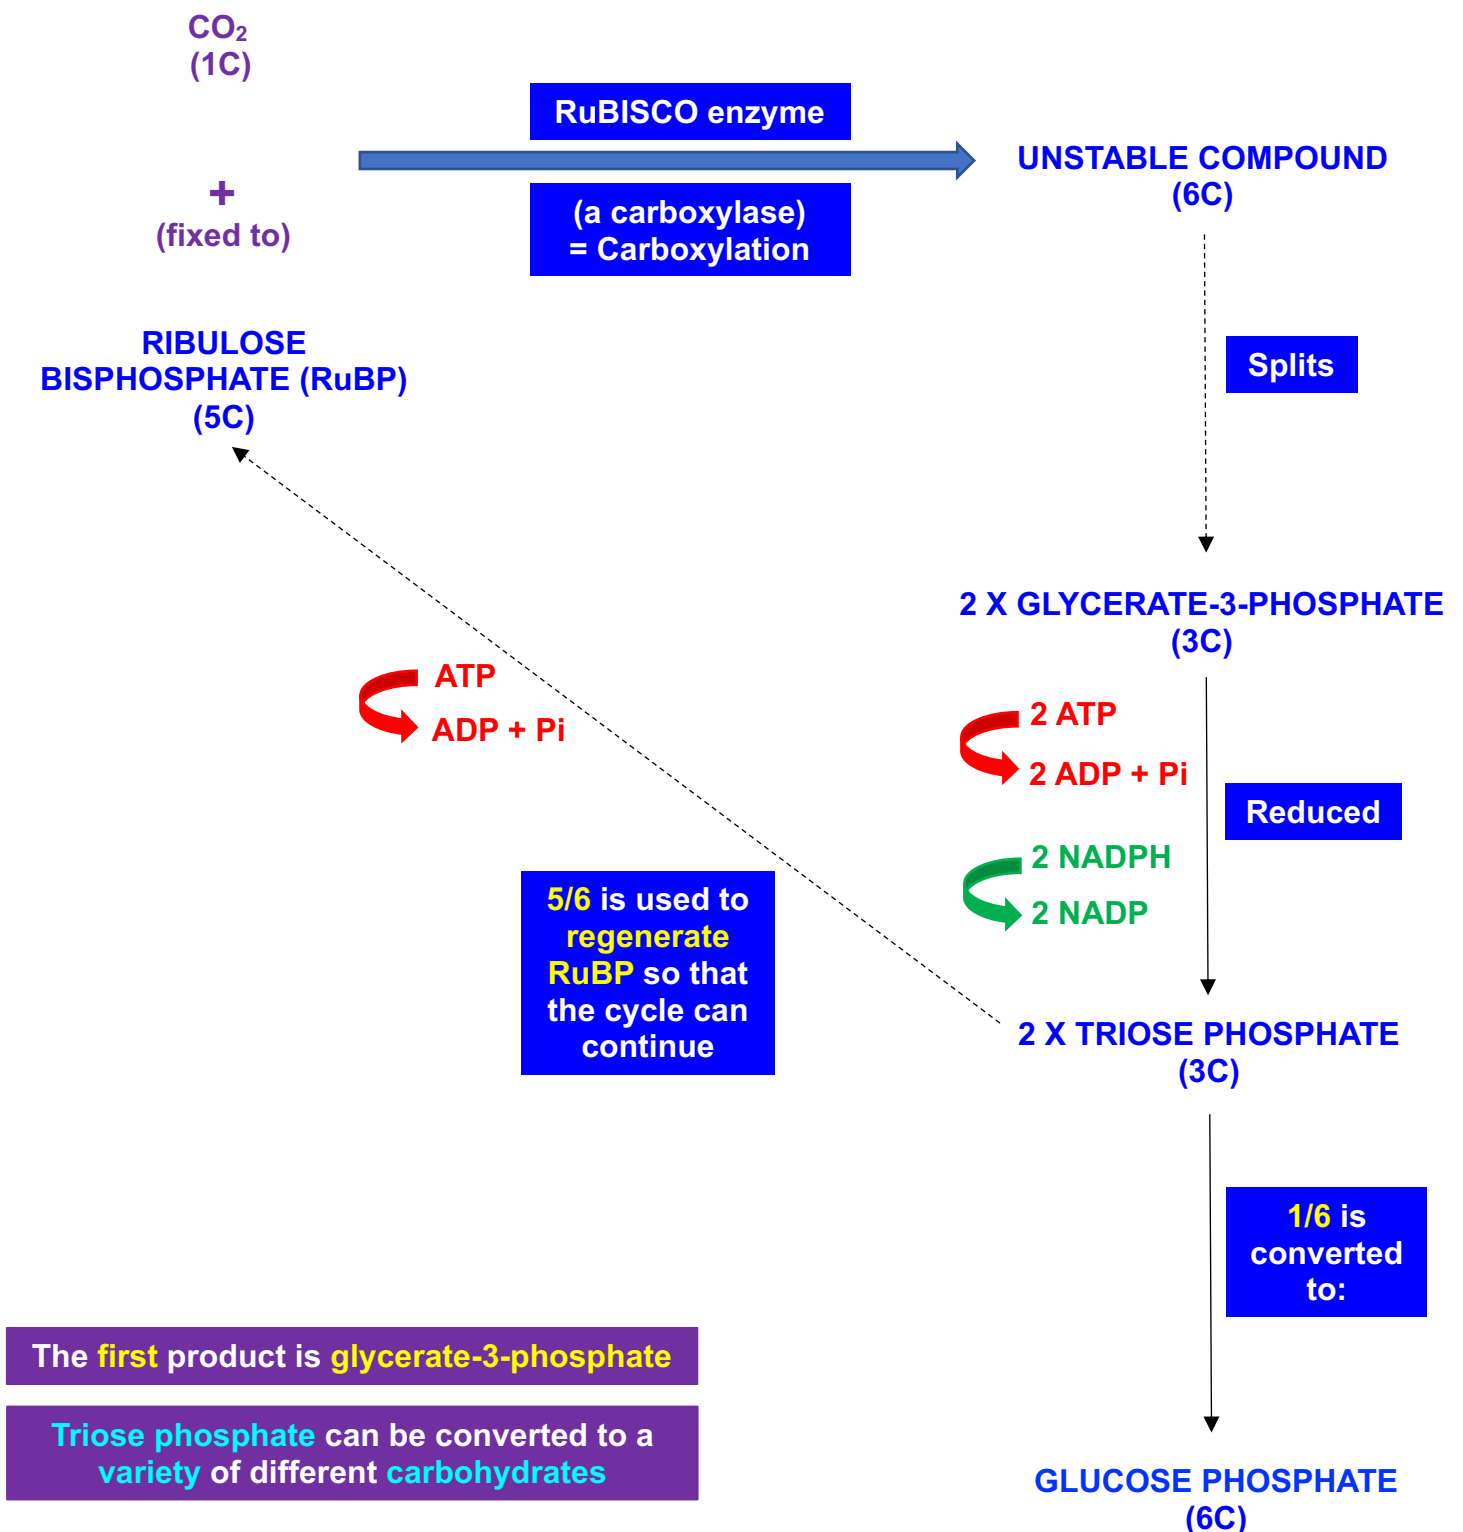 CO₂
(1C)
+
(fixed to)
RIBULOSE
BISPHOSPHATE (RuBP)
(5C)
RuBISCO enzyme
(a carboxylase)
= Carboxylation
UNSTABLE COMPOUND
(6C)
Splits
2 X GLYCERATE-3-PHOSPHATE
(3C)
2 ATP
2 ADP + Pi
Reduced
2 NADPH
2 NADP
2 X TRIOSE PHOSPHATE
(3C)
ATP
ADP + Pi
5/6 is used to
regenerate
RuBP so that
the cycle can
continue
1/6 is
converted
to:
GLUCOSE PHOSPHATE
(6C)
The first product is glycerate-3-phosphate
Triose phosphate can be converted to a
variety of different carbohydrates